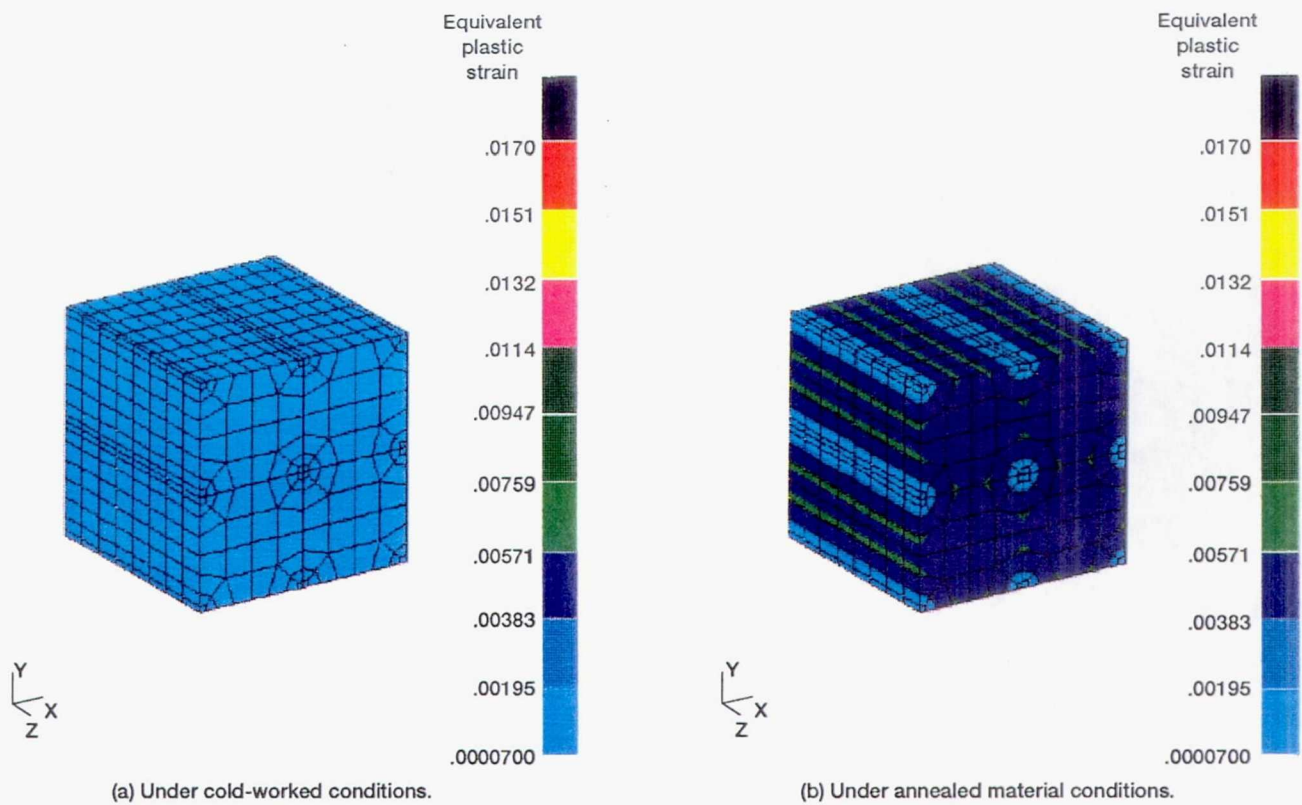 Equivalent
plastic
strain
.0170
.0151
.0132
.0114
.00947
.00759
.00571
.00383
.00195
.0000700
Y
X
Z
(a) Under cold-worked conditions.
Equivalent
plastic
strain
.0170
.0151
.0132
.0114
.00947
.00759
.00571
.00383
.00195
.0000700
Y
X
Z
(b) Under annealed material conditions.